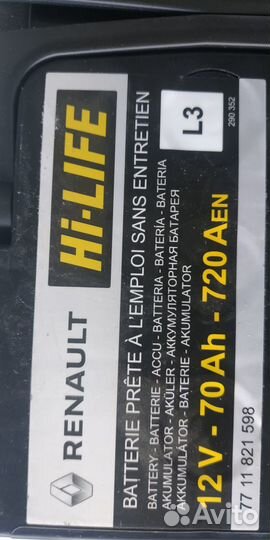 RENAULT
Hi-LIFE
L3
290 352
BATTERIE PRÊTE À L'EMPLOI SANS ENTRETIEN
BATTERY - BATTERIE - ACCU - BATTERIA - BATERÍA - BATERIA
AKUMULATOR - AKÜLER - АККУМУЛЯТОРНАЯ БАТАРЕЯ
AKKUMULATOR - BATERIE - AKUMULATOR
12 V - 70 Ah - 720 AEN
77 11 821 598
Avito